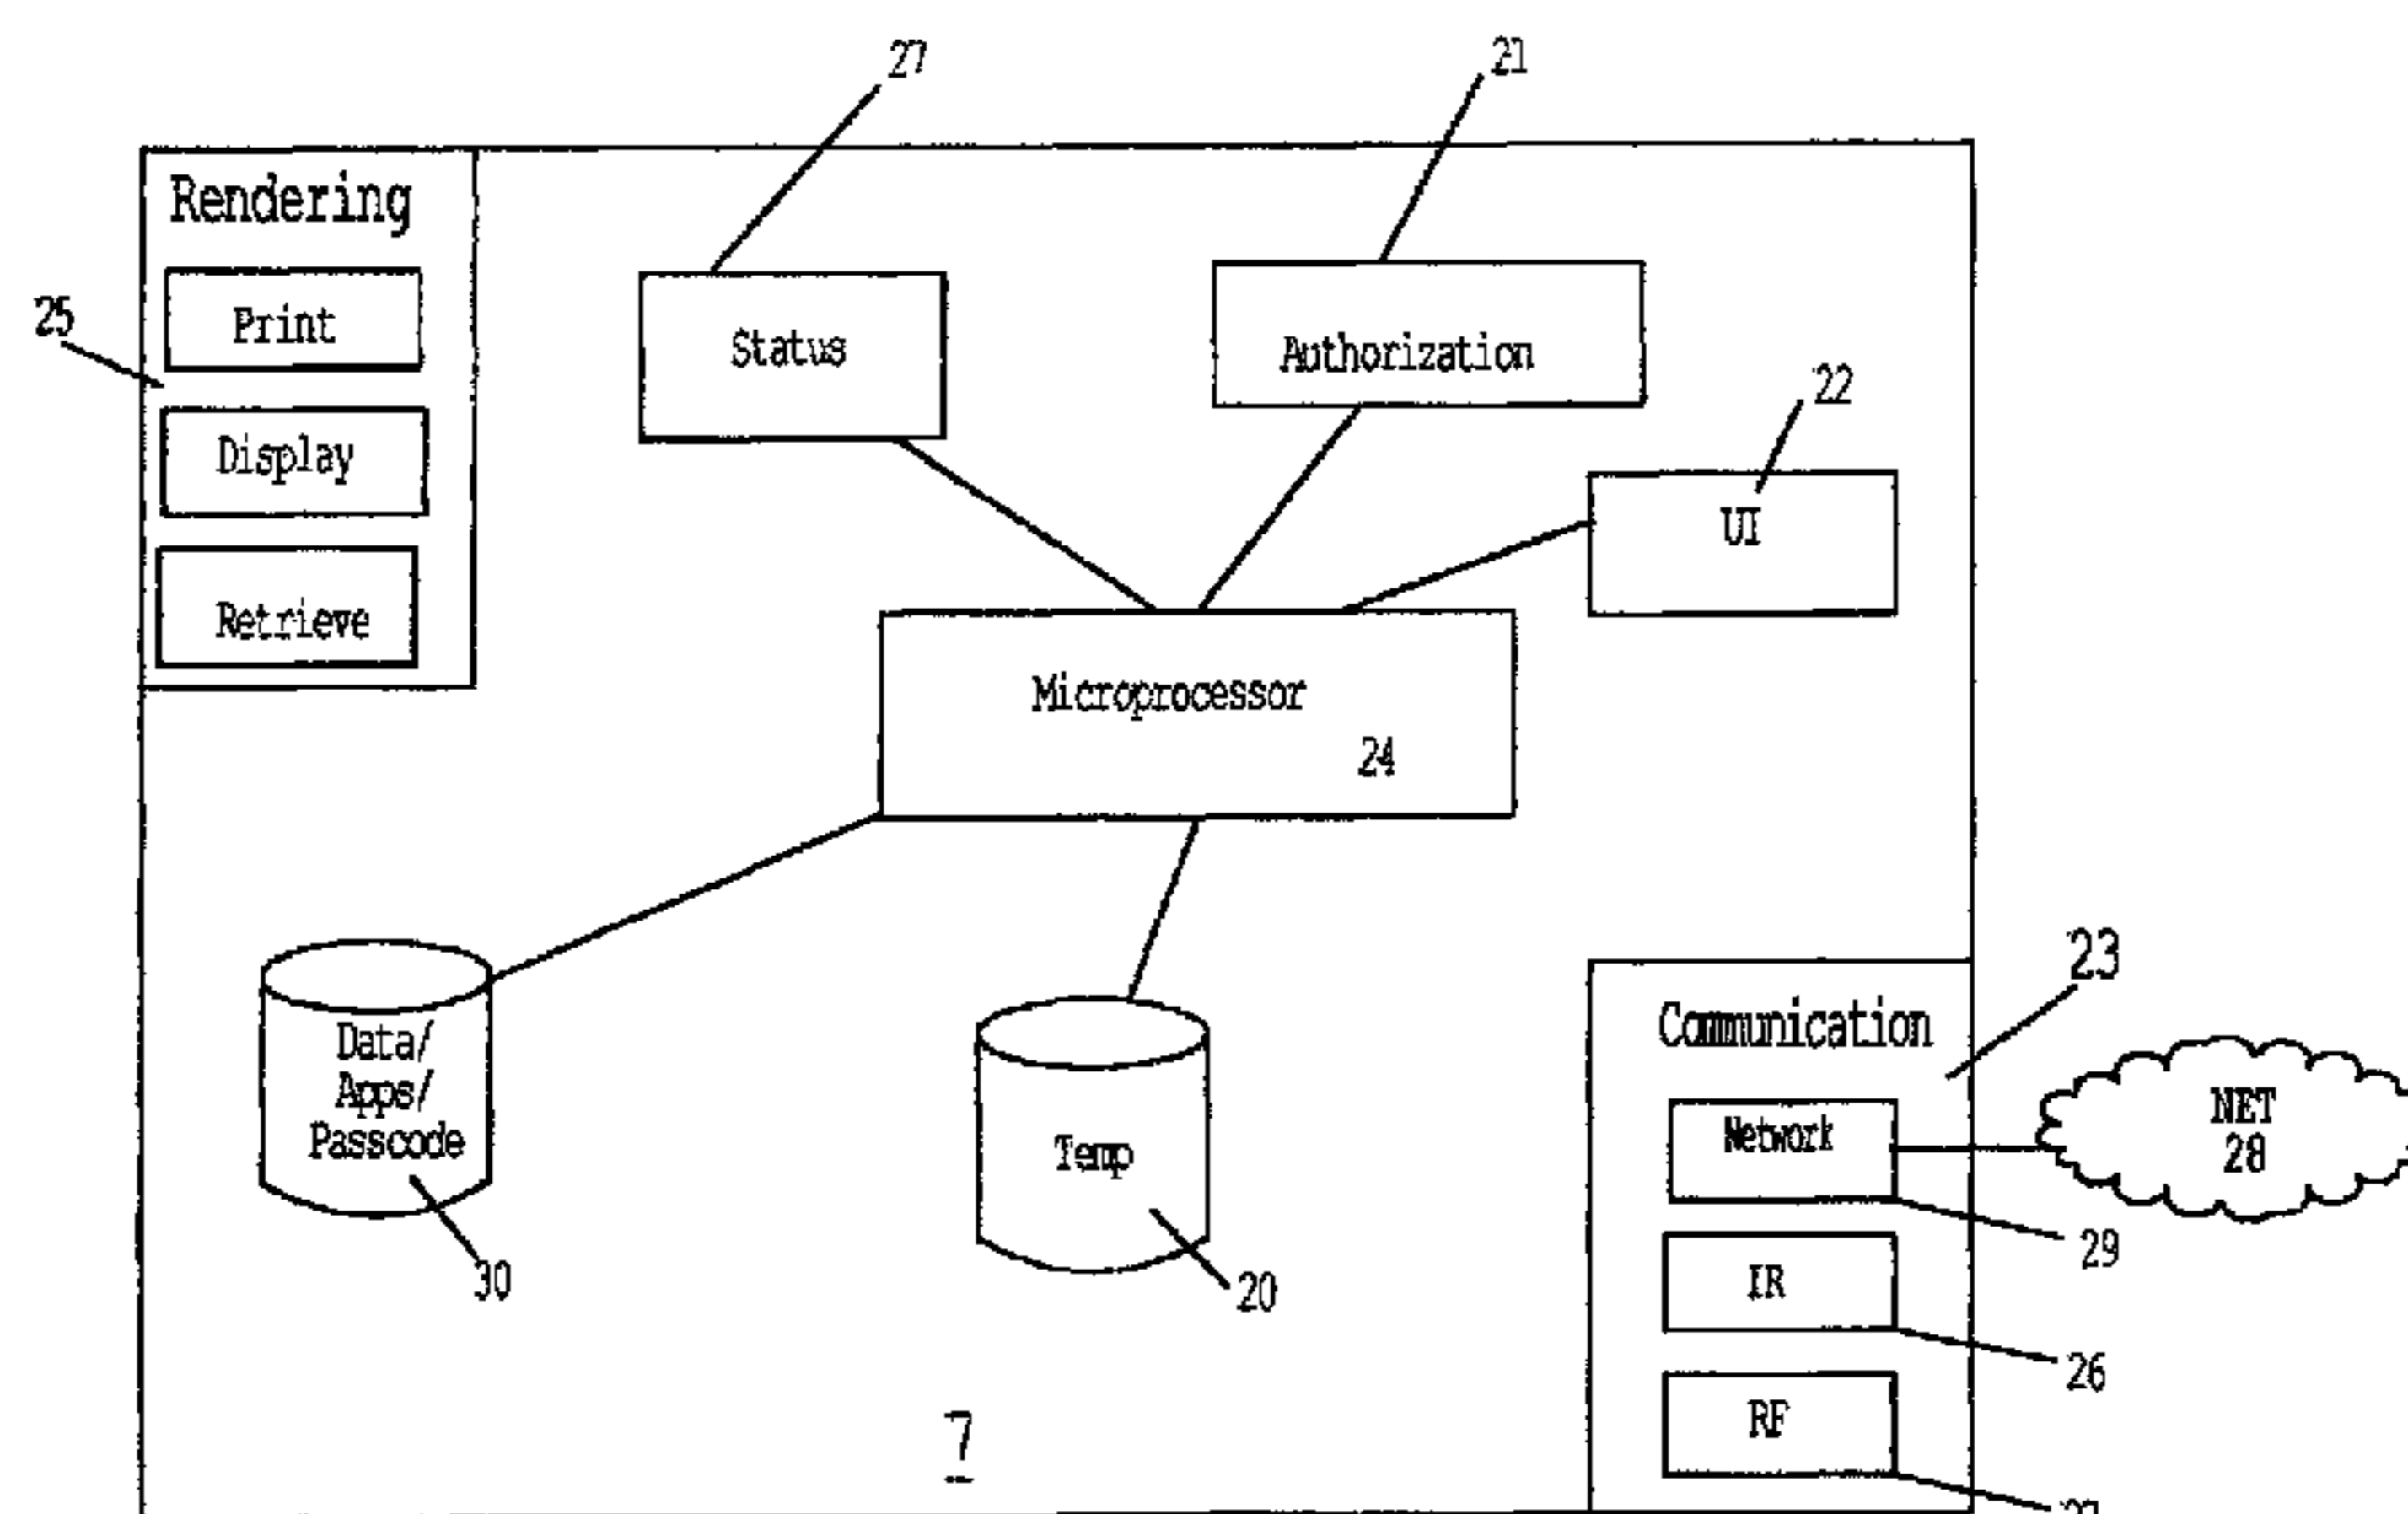 27
21
Rendering
Print
25
Status
Authorization
22
Display
UI
Retrieve
Microprocessor
24
23
Communication
Data/
Apps/
Passcode
NET
28
Network
Temp
29
30
20
IR
26
RF
7